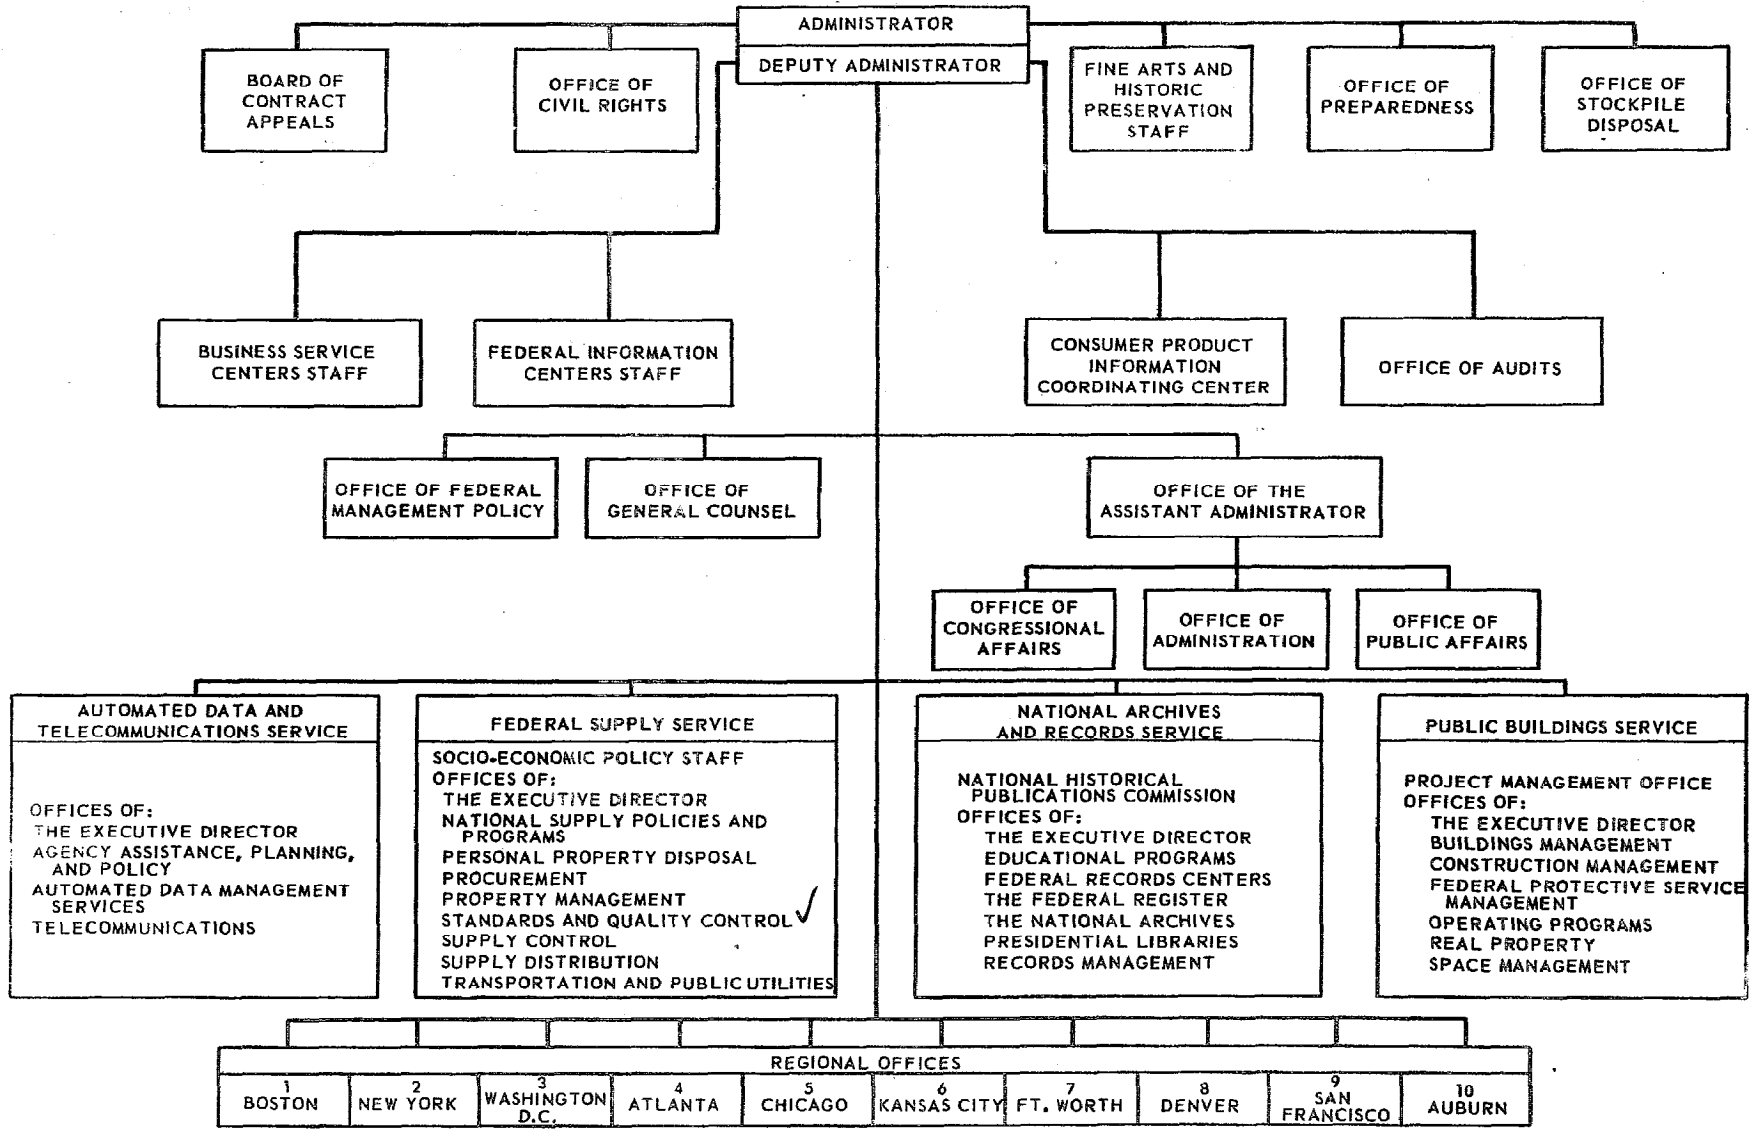 ADMINISTRATOR
DEPUTY ADMINISTRATOR
BOARD OF
CONTRACT
APPEALS
OFFICE OF
CIVIL RIGHTS
FINE ARTS AND
HISTORIC
PRESERVATION
STAFF
OFFICE OF
PREPAREDNESS
OFFICE OF
STOCKPILE
DISPOSAL
BUSINESS SERVICE
CENTERS STAFF
FEDERAL INFORMATION
CENTERS STAFF
CONSUMER PRODUCT
INFORMATION
COORDINATING CENTER
OFFICE OF AUDITS
OFFICE OF FEDERAL
MANAGEMENT POLICY
OFFICE OF
GENERAL COUNSEL
OFFICE OF THE
ASSISTANT ADMINISTRATOR
OFFICE OF
CONGRESSIONAL
AFFAIRS
OFFICE OF
ADMINISTRATION
OFFICE OF
PUBLIC AFFAIRS
AUTOMATED DATA AND
TELECOMMUNICATIONS SERVICE
OFFICES OF:
THE EXECUTIVE DIRECTOR
AGENCY ASSISTANCE, PLANNING,
AND POLICY
AUTOMATED DATA MANAGEMENT
SERVICES
TELECOMMUNICATIONS
FEDERAL SUPPLY SERVICE
SOCIO-ECONOMIC POLICY STAFF
OFFICES OF:
THE EXECUTIVE DIRECTOR
NATIONAL SUPPLY POLICIES AND
PROGRAMS
PERSONAL PROPERTY DISPOSAL
PROCUREMENT
PROPERTY MANAGEMENT
STANDARDS AND QUALITY CONTROL ✓
SUPPLY CONTROL
SUPPLY DISTRIBUTION
TRANSPORTATION AND PUBLIC UTILITIES
NATIONAL ARCHIVES
AND RECORDS SERVICE
NATIONAL HISTORICAL
PUBLICATIONS COMMISSION
OFFICES OF:
THE EXECUTIVE DIRECTOR
EDUCATIONAL PROGRAMS
FEDERAL RECORDS CENTERS
THE FEDERAL REGISTER
THE NATIONAL ARCHIVES
PRESIDENTIAL LIBRARIES
RECORDS MANAGEMENT
PUBLIC BUILDINGS SERVICE
PROJECT MANAGEMENT OFFICE
OFFICES OF:
THE EXECUTIVE DIRECTOR
BUILDINGS MANAGEMENT
CONSTRUCTION MANAGEMENT
FEDERAL PROTECTIVE SERVICE
MANAGEMENT
OPERATING PROGRAMS
REAL PROPERTY
SPACE MANAGEMENT
REGIONAL OFFICES
1
BOSTON
2
NEW YORK
3
WASHINGTON
D.C.
4
ATLANTA
5
CHICAGO
6
KANSAS CITY
7
FT. WORTH
8
DENVER
9
SAN
FRANCISCO
10
AUBURN